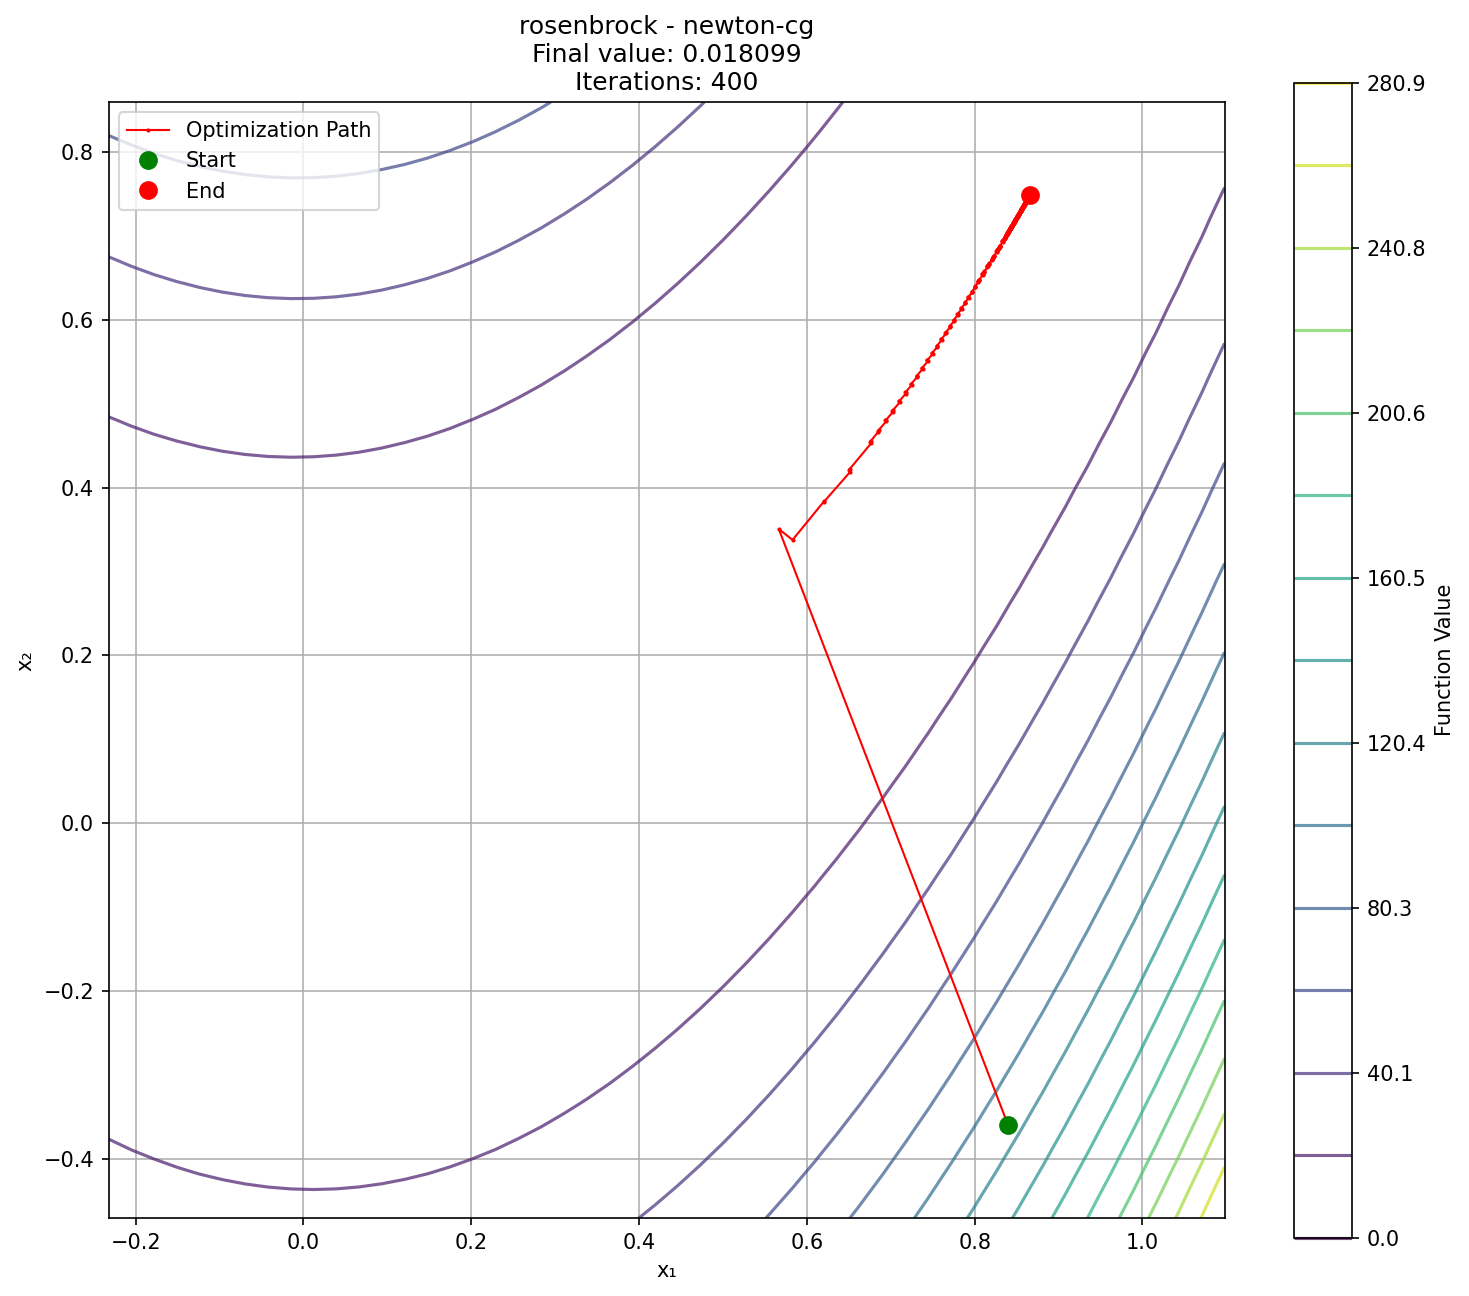 rosenbrock - newton-cg
Final value: 0.018099
Iterations: 400
Optimization Path
Start
End
0.8
0.6
0.4
0.2
0.0
−0.2
−0.4
x₂
−0.2
0.0
0.2
0.4
0.6
0.8
1.0
x₁
280.9
240.8
200.6
160.5
120.4
80.3
40.1
0.0
Function Value